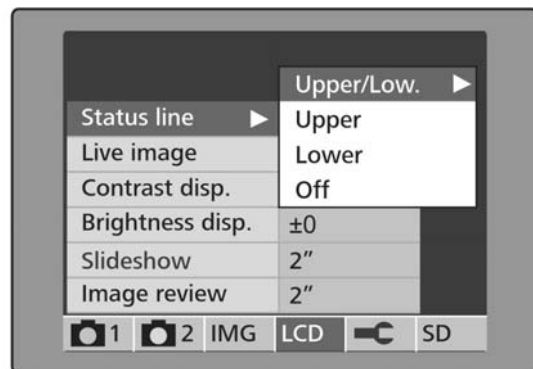 Upper/Low.
Status line Upper
Live image Lower
Contrast disp. Off
Brightness disp. ±0
Slideshow 2”
Image review 2”
1 2 IMG LCD SD